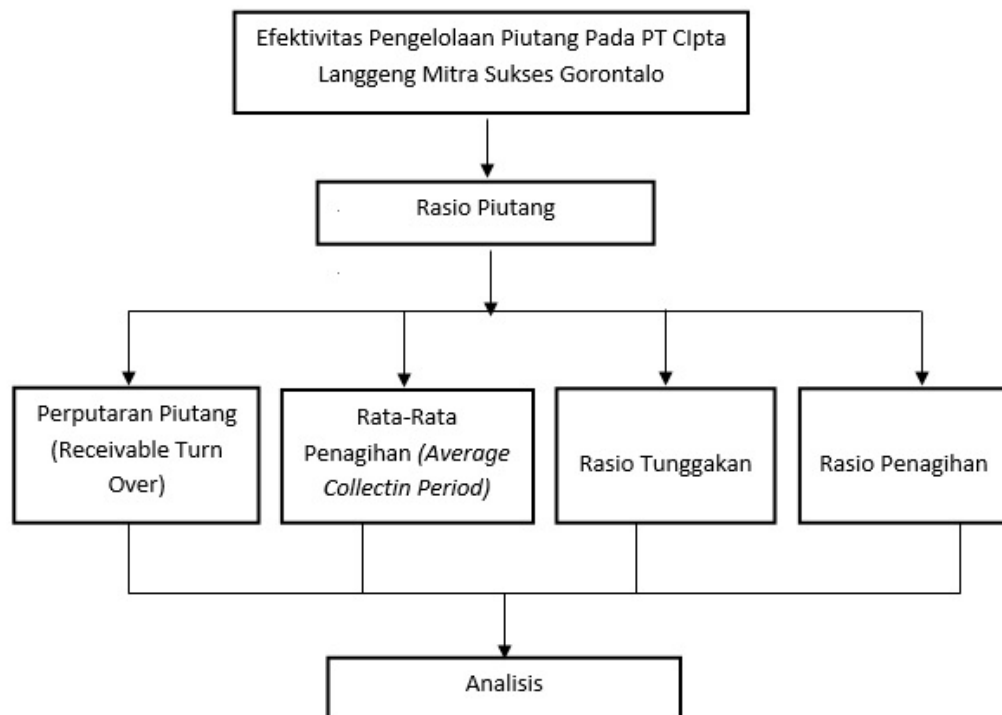 Efektivitas Pengelolaan Piutang Pada PT CIpta
Langgeng Mitra Sukses Gorontalo
Rasio Piutang
Perputaran Piutang
(Receivable Turn
Over)
Rata-Rata
Penagihan (Average
Collectin Period)
Rasio Tunggakan
Rasio Penagihan
Analisis